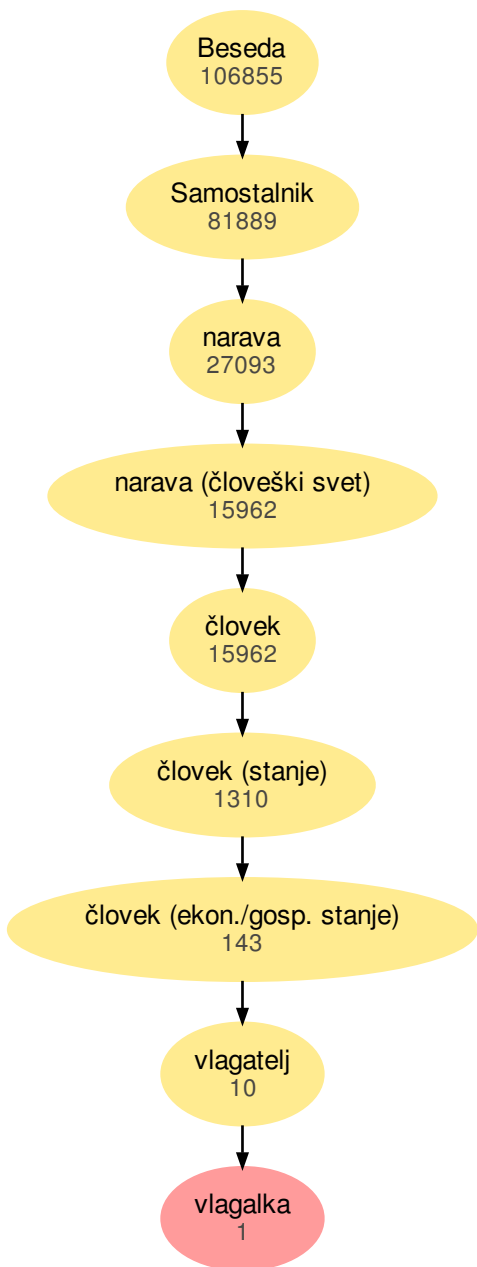 Beseda
106855
Samostalnik
81889
narava
27093
narava (človeški svet)
15962
človek
15962
človek (stanje)
1310
človek (ekon./gosp. stanje)
143
vlagatelj
10
vlagalka
1